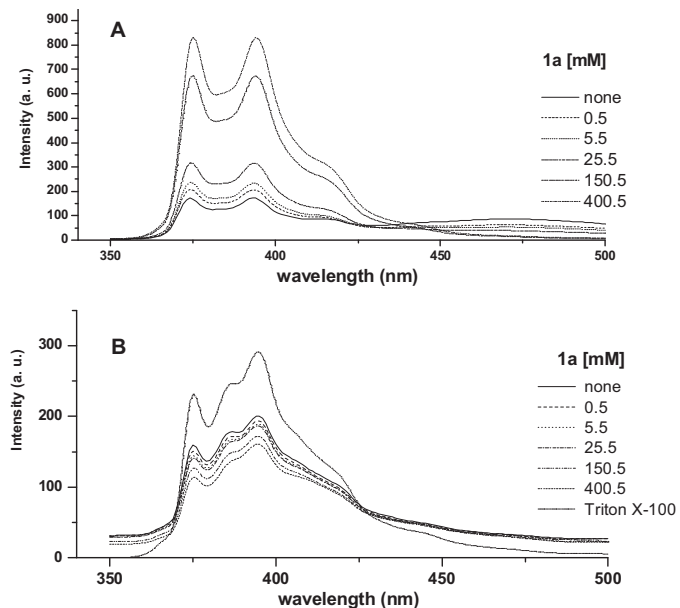 A
900
800
700
600
500
400
300
200
100
0
Intensity (a. u.)
1a [mM]
none
0.5
5.5
25.5
150.5
400.5
350
400
450
500
wavelength (nm)
B
300
200
100
0
Intensity (a. u.)
1a [mM]
none
0.5
5.5
25.5
150.5
400.5
Triton X-100
350
400
450
500
wavelength (nm)